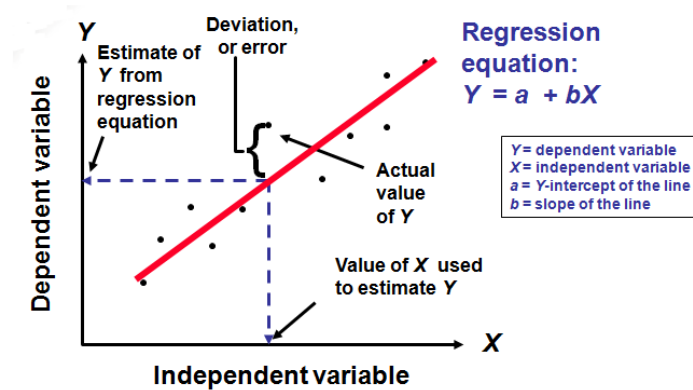 Y
Estimate of
Y from
regression
equation
Deviation,
or error
Regression
equation:
Y = a + bX
Y = dependent variable
X = independent variable
a = Y-intercept of the line
b = slope of the line
Actual
value
of Y
Dependent variable
Value of X used
to estimate Y
X
Independent variable